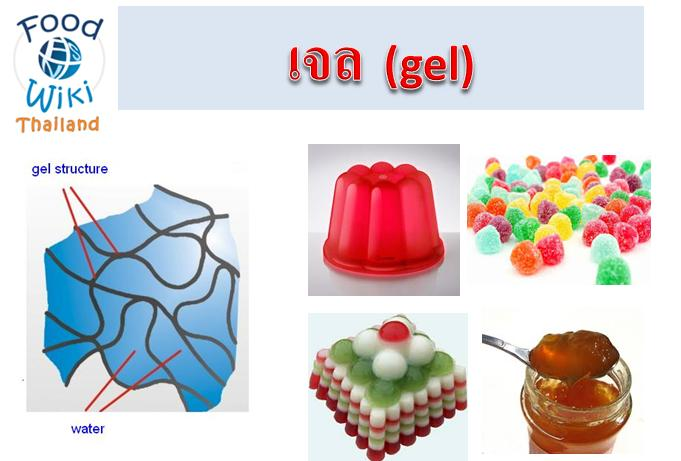 Food
Wiki
Thailand
เจล (gel)
gel structure
water